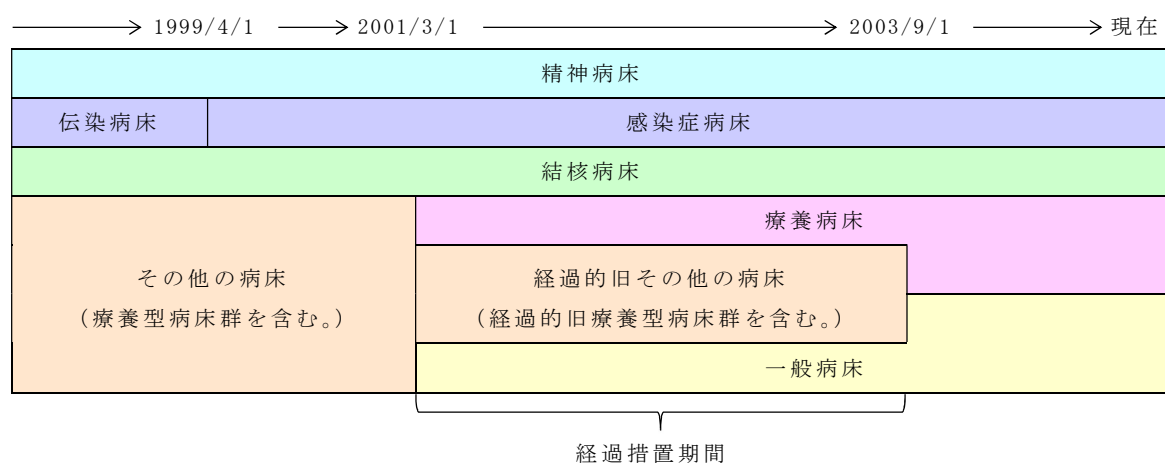 1999/4/1 2001/3/1 2003/9/1 現在
精神病床
伝染病床 感染症病床
結核病床
療養病床
その他の病床 経過的旧その他の病床
（療養型病床群を含む。） （経過的旧療養型病床群を含む。）
一般病床
経過措置期間